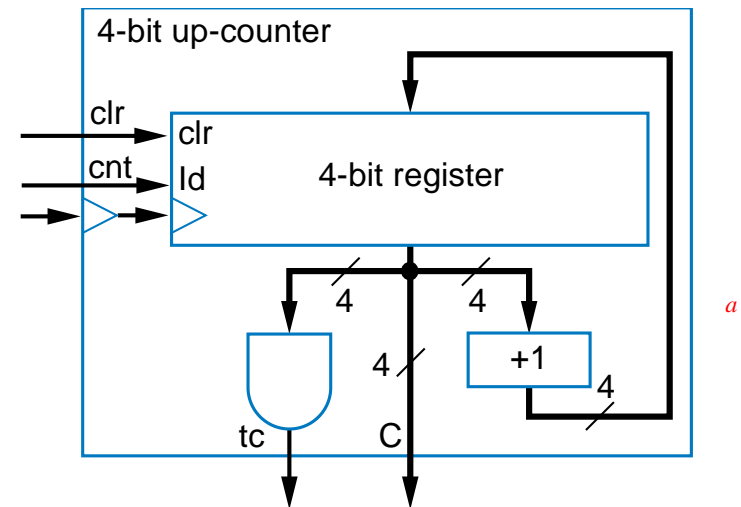 4-bit up-counter
clr
clr
cnt
ld
4-bit register
4
4
a
4
+1
4
tc
C